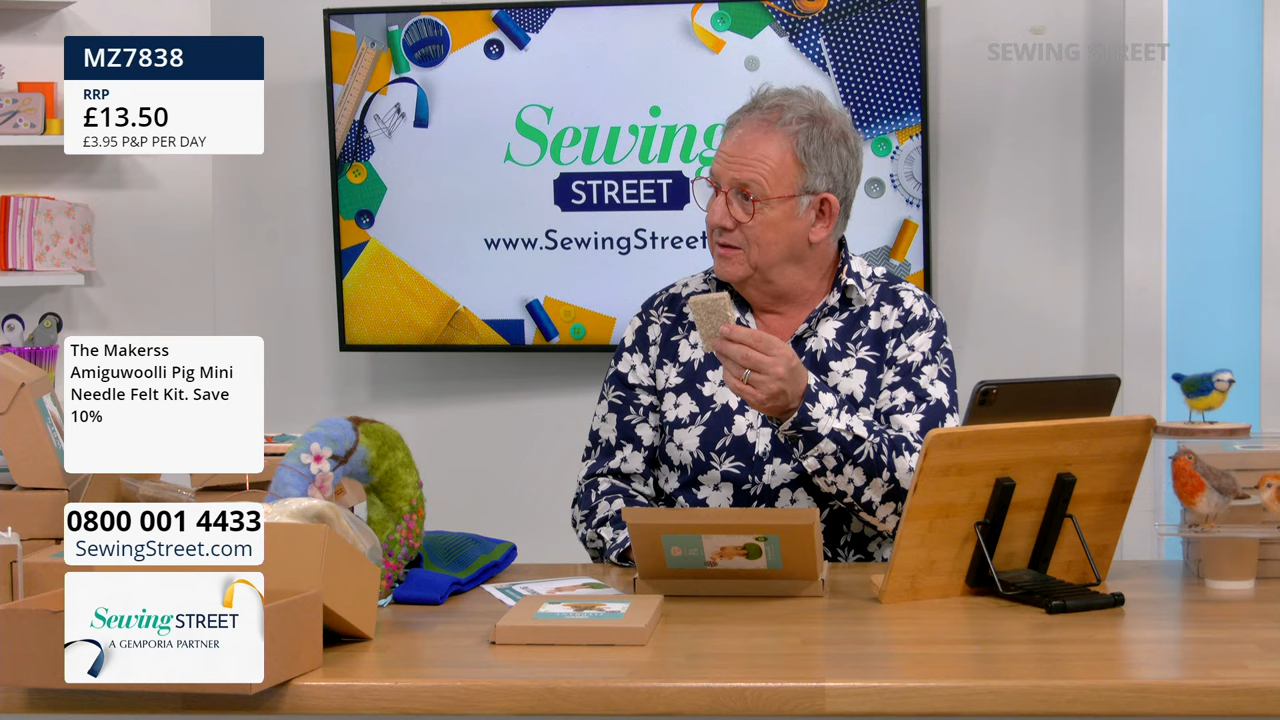 MZ7838
RRP
£13.50
£3.95 P&P PER DAY
SEWING STREET
Sewing
STREET
www.SewingStreet
The Makerss
Amiguwoolli Pig Mini
Needle Felt Kit. Save
10%
0800 001 4433
SewingStreet.com
Sewing STREET
A GEMPORIA PARTNER